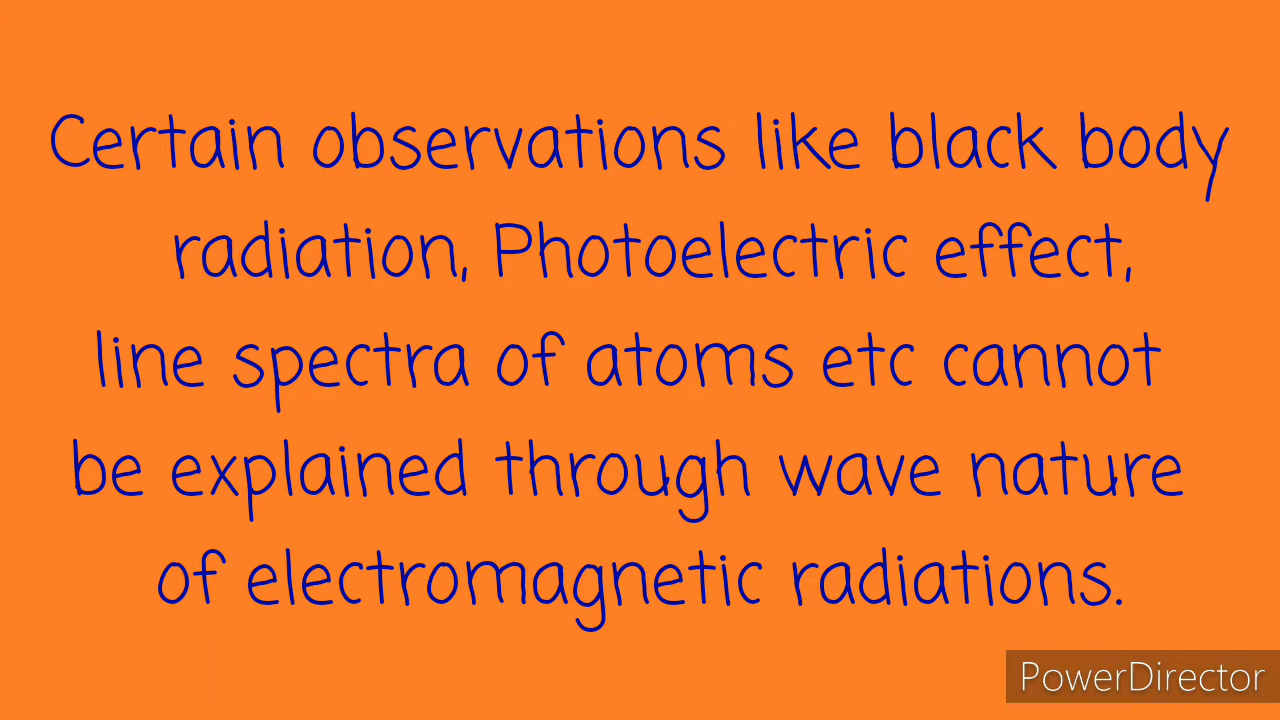 Certain observations like black body
radiation, Photoelectric effect,
line spectra of atoms etc cannot
be explained through wave nature
of electromagnetic radiations.
PowerDirector